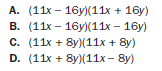 A. (11x – 16y)(11x + 16y)
B. (11x – 16y)(11x – 16y)
C. (11x + 8y)(11x + 8y)
D. (11x + 8y)(11x – 8y)